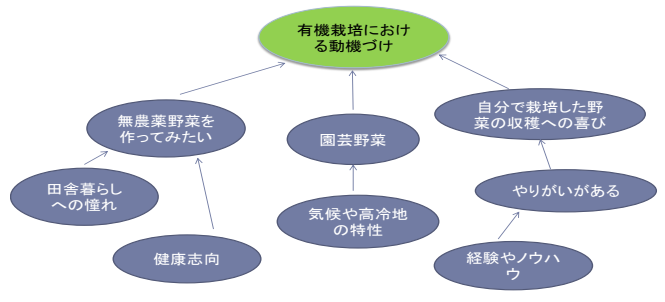 有機栽培におけ
る動機づけ
無農薬野菜を
作ってみたい
園芸野菜
自分で栽培した野
菜の収穫への喜び
田舎暮らし
への憧れ
気候や高冷地
の特性
やりがいがある
健康志向
経験やノウハ
ウ